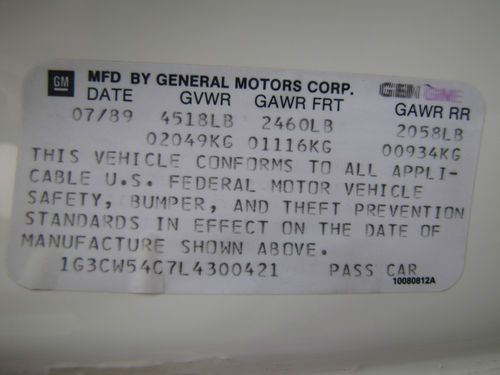 GM MFD BY GENERAL MOTORS CORP. GEN
DATE GVWR GAWR FRT GAWR RR
07/89 4518LB 2460LB 2058LB
02049KG 01116KG 00934KG
THIS VEHICLE CONFORMS TO ALL APPLI-
CABLE U.S. FEDERAL MOTOR VEHICLE
SAFETY, BUMPER, AND THEFT PREVENTION
STANDARDS IN EFFECT ON THE DATE OF
MANUFACTURE SHOWN ABOVE.
1G3CW54C7L4300421 PASS CAR
10080812A